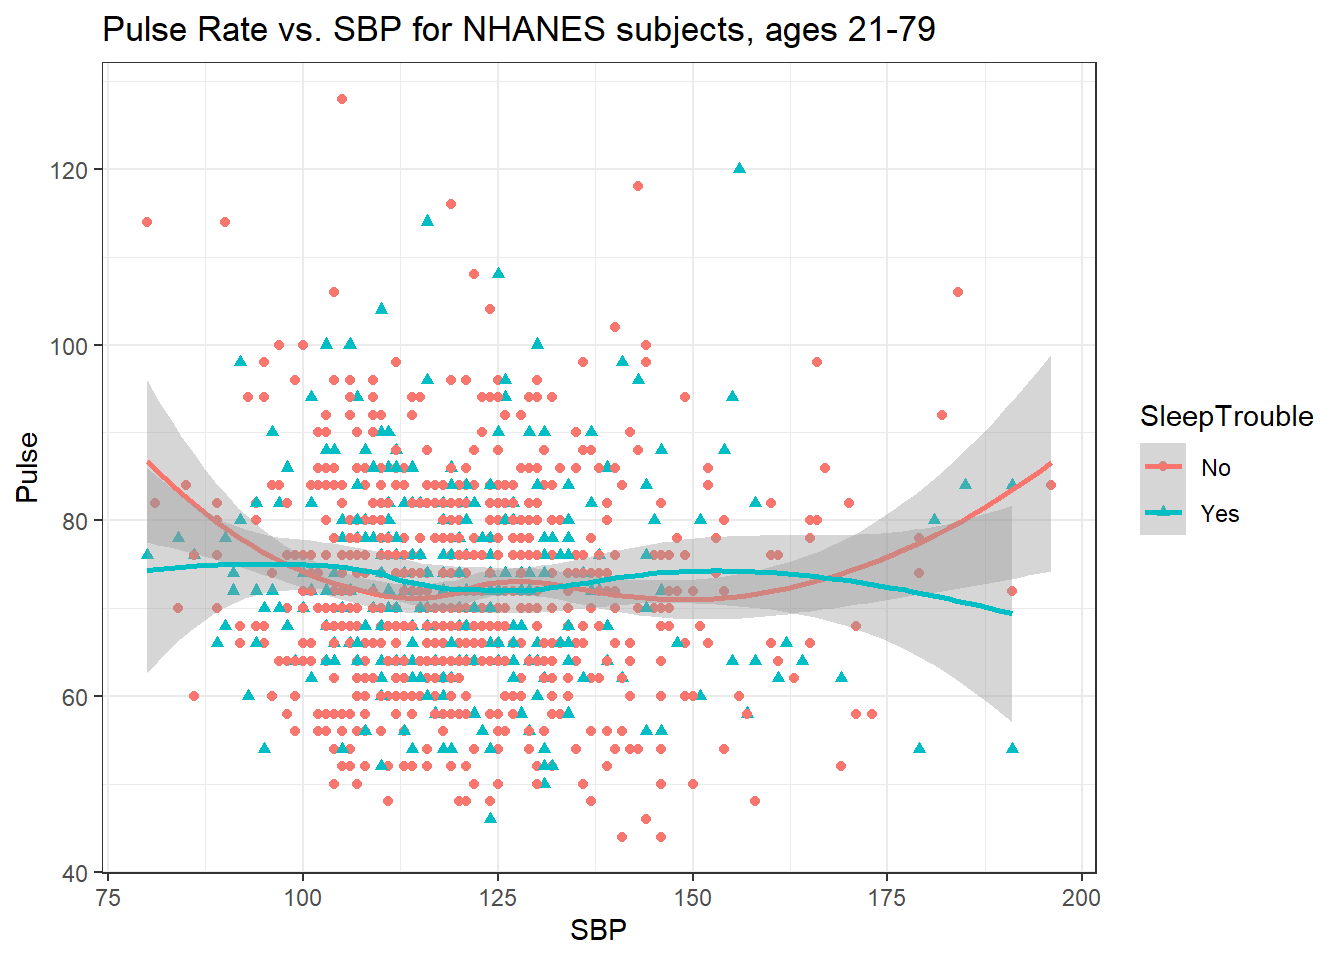 Pulse Rate vs. SBP for NHANES subjects, ages 21-79
120
100
80
60
40
Pulse
75
100
125
150
175
200
SBP
SleepTrouble
No
Yes